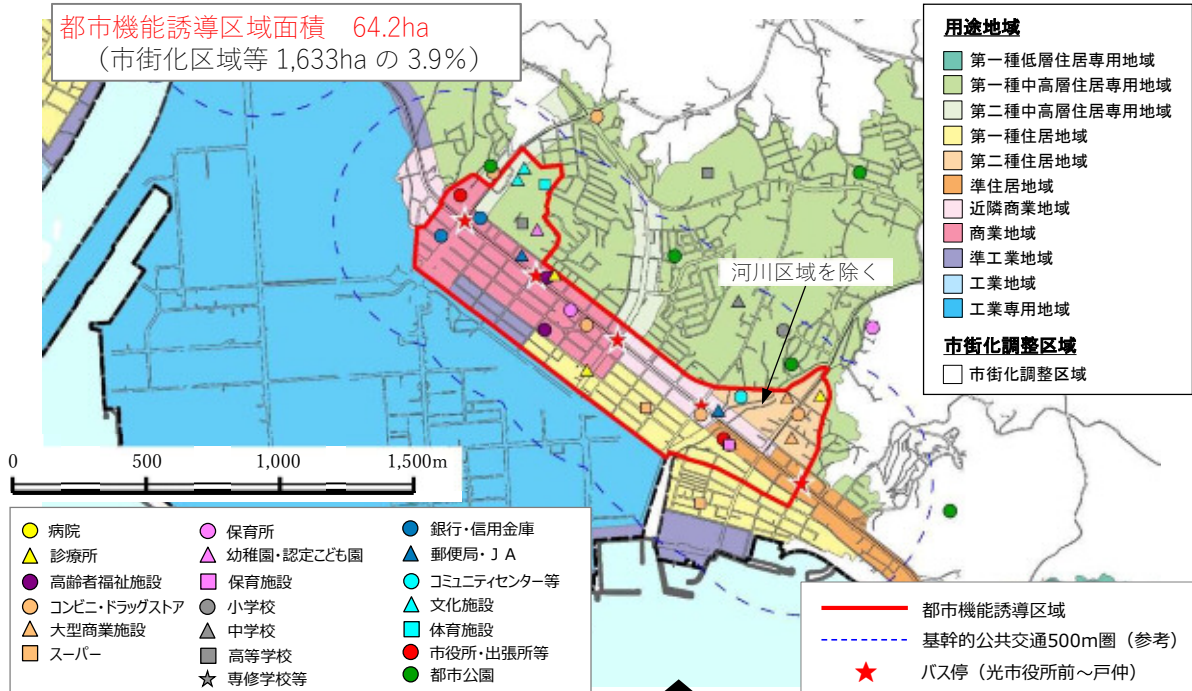 都市機能誘導区域面積　64.2ha
（市街化区域等 1,633ha の 3.9%）
用途地域
第一種低層住居専用地域
第一種中高層住居専用地域
第二種中高層住居専用地域
第一種住居地域
第二種住居地域
準住居地域
近隣商業地域
商業地域
準工業地域
工業地域
工業専用地域
市街化調整区域
市街化調整区域
河川区域を除く
0 500 1,000 1,500m
病院
診療所
高齢者福祉施設
コンビニ・ドラッグストア
大型商業施設
スーパー
保育所
幼稚園・認定こども園
保育施設
小学校
中学校
高等学校
専修学校等
銀行・信用金庫
郵便局・ＪＡ
コミュニティセンター等
文化施設
体育施設
市役所・出張所等
都市公園
都市機能誘導区域
基幹的公共交通500m圏（参考）
バス停（光市役所前～戸仲）